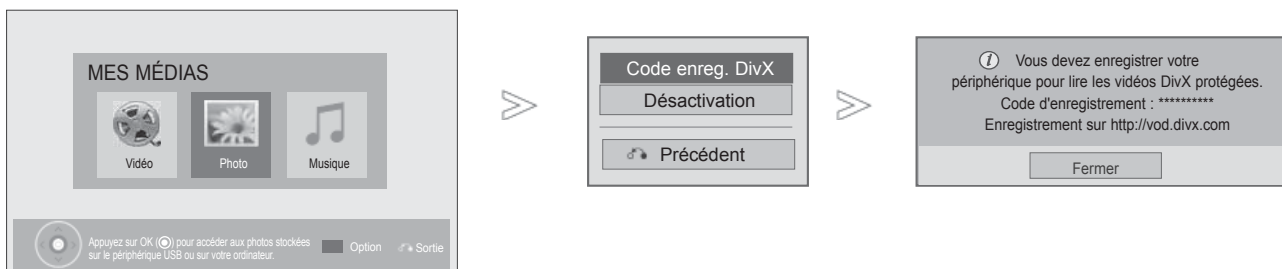 MES MÉDIAS
Vidéo
Photo
Musique
Appuyez sur OK ( ) pour accéder aux photos stockées
sur le périphérique USB ou sur votre ordinateur.
Option
Sortie
Code enreg. DivX
Désactivation
Précédent
Vous devez enregistrer votre
périphérique pour lire les vidéos DivX protégées.
Code d'enregistrement : **********
Enregistrement sur http://vod.divx.com
Fermer